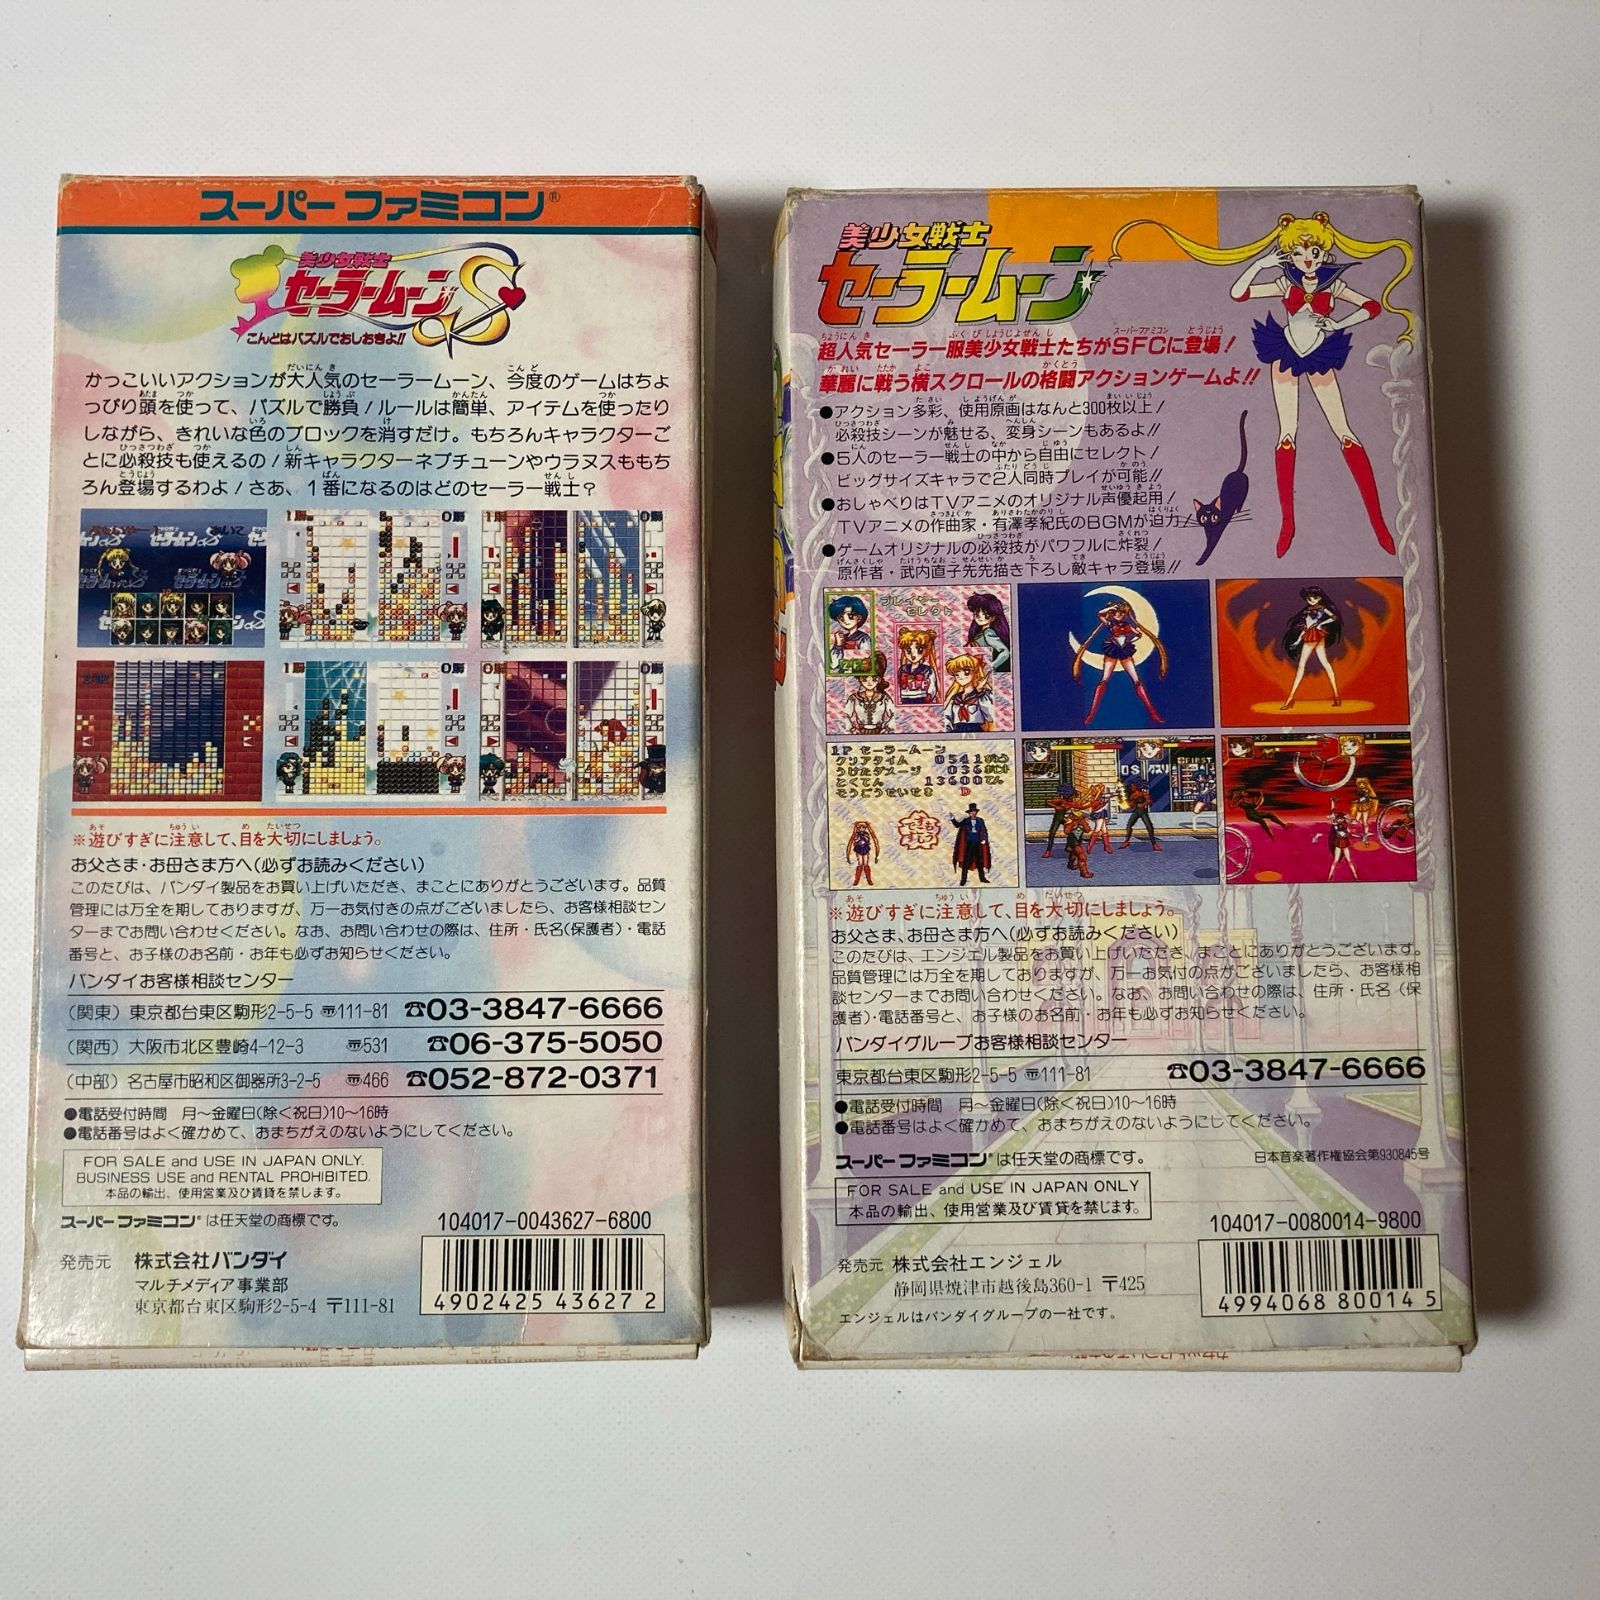 スーパーファミコン®
美少女戦士
セーラームーンS
こんどはパズルでおしおきよ!!
かっこいいアクションが大人気のセーラームーン、今度のゲームはちょ
っぴり頭を使って、パズルで勝負!ルールは簡単、アイテムを使ったり
しながら、きれいな色のブロックを消すだけ。もちろんキャラクターご
とに必殺技も使えるの!新キャラクターネプチューンやウラヌスももち
ろん登場するわよ!さあ、1番になるのはどのセーラー戦士?
※遊びすぎに注意して、目を大切にしましょう。
お父さま・お母さま方へ(必ずお読みください)
このたびは、バンダイ製品をお買い上げいただき、まことにありがとうございます。品質
管理には万全を期しておりますが、万一お気付きの点がございましたら、お客様相談セン
ターまでお問い合わせください。なお、お問い合わせの際は、住所・氏名(保護者)・電話
番号と、お子様のお名前・お年も必ずお知らせください。
バンダイお客様相談センター
(関東)東京都台東区駒形2-5-5 〒111-81 ☎03-3847-6666
(関西)大阪市北区豊崎4-12-3 〒531 ☎06-375-5050
(中部)名古屋市昭和区御器所3-2-5 〒466 ☎052-872-0371
●電話受付時間 月〜金曜日(除く祝日)10〜16時
●電話番号はよく確かめて、おまちがえのないようにしてください。
FOR SALE and USE IN JAPAN ONLY.
BUSINESS USE and RENTAL PROHIBITED.
本品の輸出、使用営業及び賃貸を禁じます。
スーパーファミコン®は任天堂の商標です。
104017-0043627-6800
発売元 株式会社バンダイ
マルチメディア事業部
東京都台東区駒形2-5-4 〒111-81
4902425436272
美少女戦士
セーラームーン
超人気セーラー服美少女戦士たちがSFCに登場!
華麗に戦う横スクロールの格闘アクションゲームよ!!
●アクション多彩、使用原画はなんと300枚以上!
必殺技シーンが魅せる、変身シーンもあるよ!!
●5人のセーラー戦士の中から自由にセレクト!
ビッグサイズキャラで2人同時プレイが可能!!
●おしゃべりはTVアニメのオリジナル声優起用!
TVアニメの作曲家・有澤孝紀氏のBGMが迫力!
●ゲームオリジナルの必殺技がパワフルに炸裂!
原作者・武内直子先先描き下ろし敵キャラ登場!!
プレイヤー
セレクト
1P セーラームーン
クリアタイム 0541びょう
うけたダメージ 036ポイント
とくてん 13600てん
そうごうせいせき D
※遊びすぎに注意して、目を大切にしましょう。
お父さま、お母さま方へ(必ずお読みください)
このたびは、エンジェル製品をお買い上げいただき、まことにありがとうございます。
品質管理には万全を期しておりますが、万一お気付の点がございましたら、お客様相
談センターまでお問い合わせください。なお、お問い合わせの際は、住所・氏名(保
護者)・電話番号と、お子様のお名前・お年も必ずお知らせください。
バンダイグループお客様相談センター
東京都台東区駒形2-5-5 〒111-81 ☎03-3847-6666
●電話受付時間 月〜金曜日(除く祝日)10〜16時
●電話番号はよく確かめて、おまちがえのないようにしてください。
スーパーファミコン®は任天堂の商標です。
日本音楽著作権協会第930845号
FOR SALE and USE IN JAPAN ONLY
本品の輸出、使用営業及び賃貸を禁じます。
104017-0080014-9800
発売元 株式会社エンジェル
静岡県焼津市越後島360-1 〒425
エンジェルはバンダイグループの一社です。
4994068800145